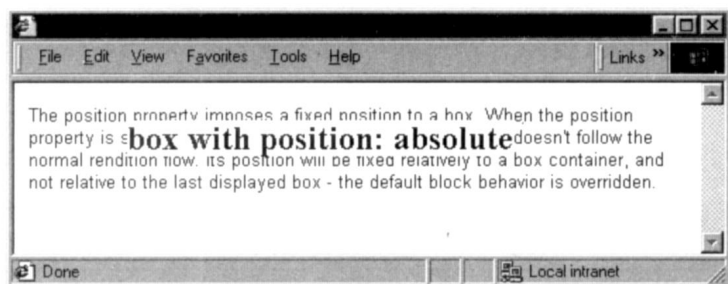 File Edit View Favorites Tools Help Links »
The position property imposes a fixed position to a box. When the position
property is s box with position: absolute doesn't follow the
normal rendition flow. Its position will be fixed relatively to a box container, and
not relative to the last displayed box - the default block behavior is overridden.
Done Local intranet